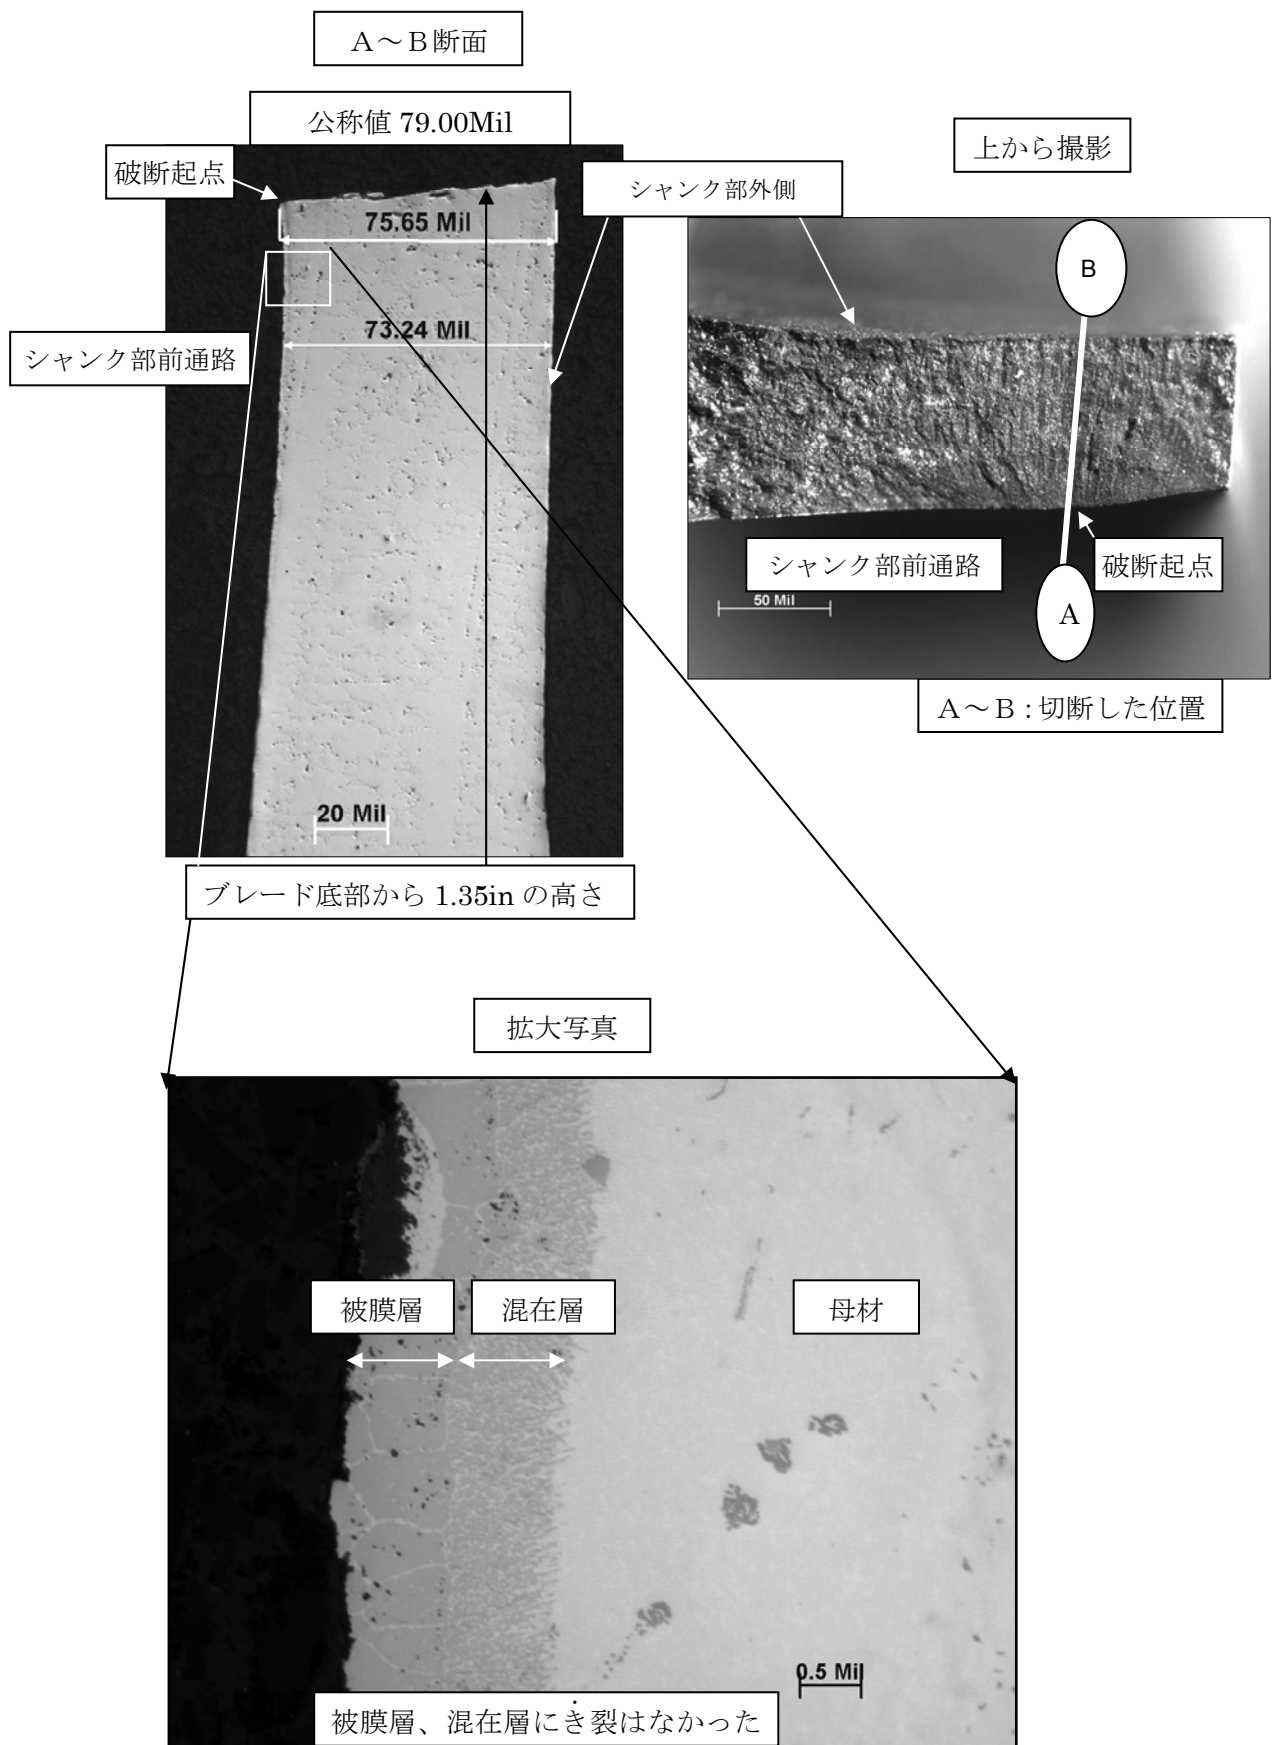 A～B断面
公称値 79.00Mil
破断起点
シャンク部外側
上から撮影
75.65 Mil
B
73.24 Mil
シャンク部前通路
シャンク部前通路
破断起点
50 Mil
A
A～B：切断した位置
20 Mil
ブレード底部から 1.35in の高さ
拡大写真
被膜層
混在層
母材
0.5 Mil
被膜層、混在層にき裂はなかった